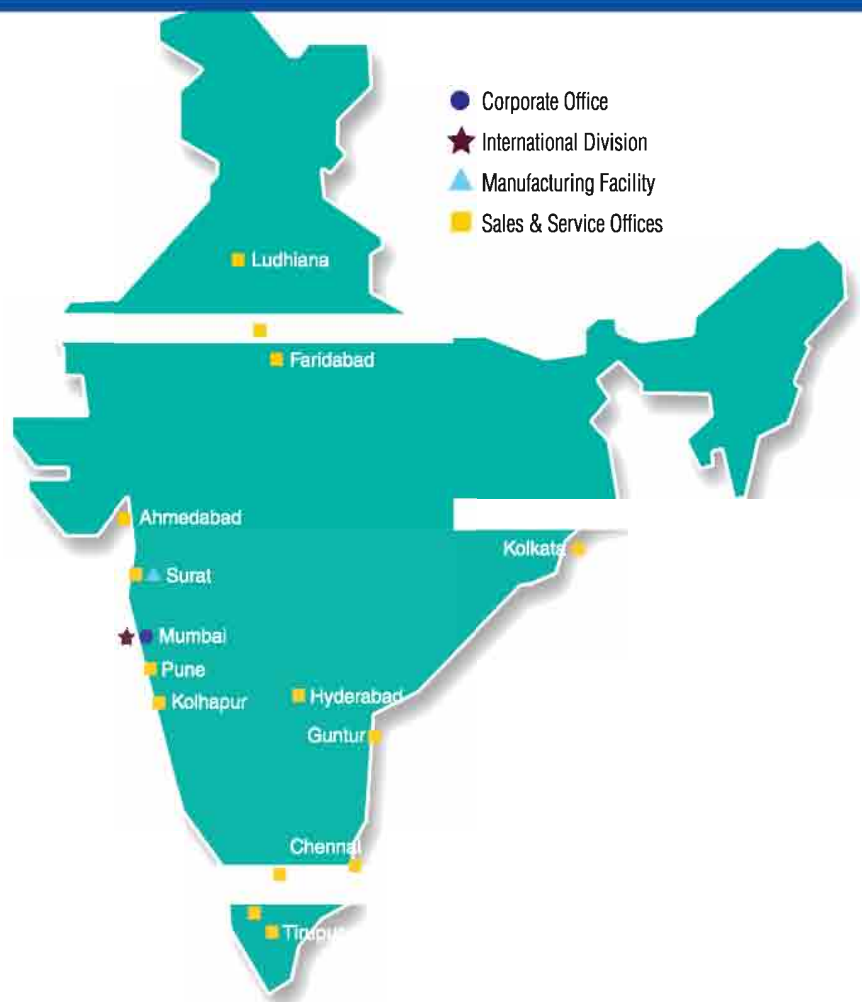 Corporate Office
International Division
Manufacturing Facility
Sales & Service Offices
Ludhiana
Faridabad
Ahmedabad
Kolkata
Surat
Mumbai
Pune
Kolhapur
Hyderabad
Guntur
Chennai
Tirupur